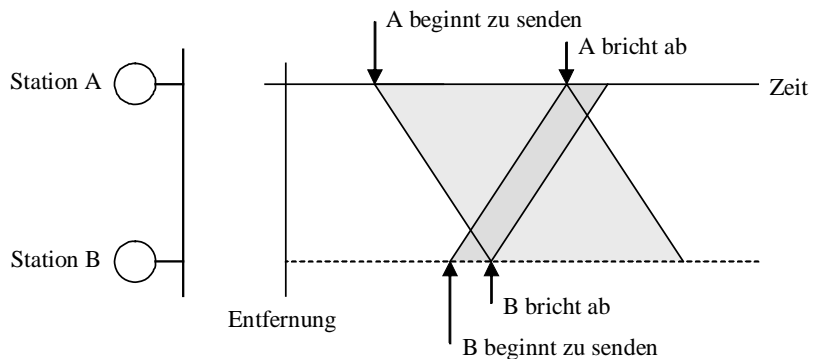 A beginnt zu senden
A bricht ab
Station A
Zeit
Station B
B bricht ab
Entfernung
B beginnt zu senden